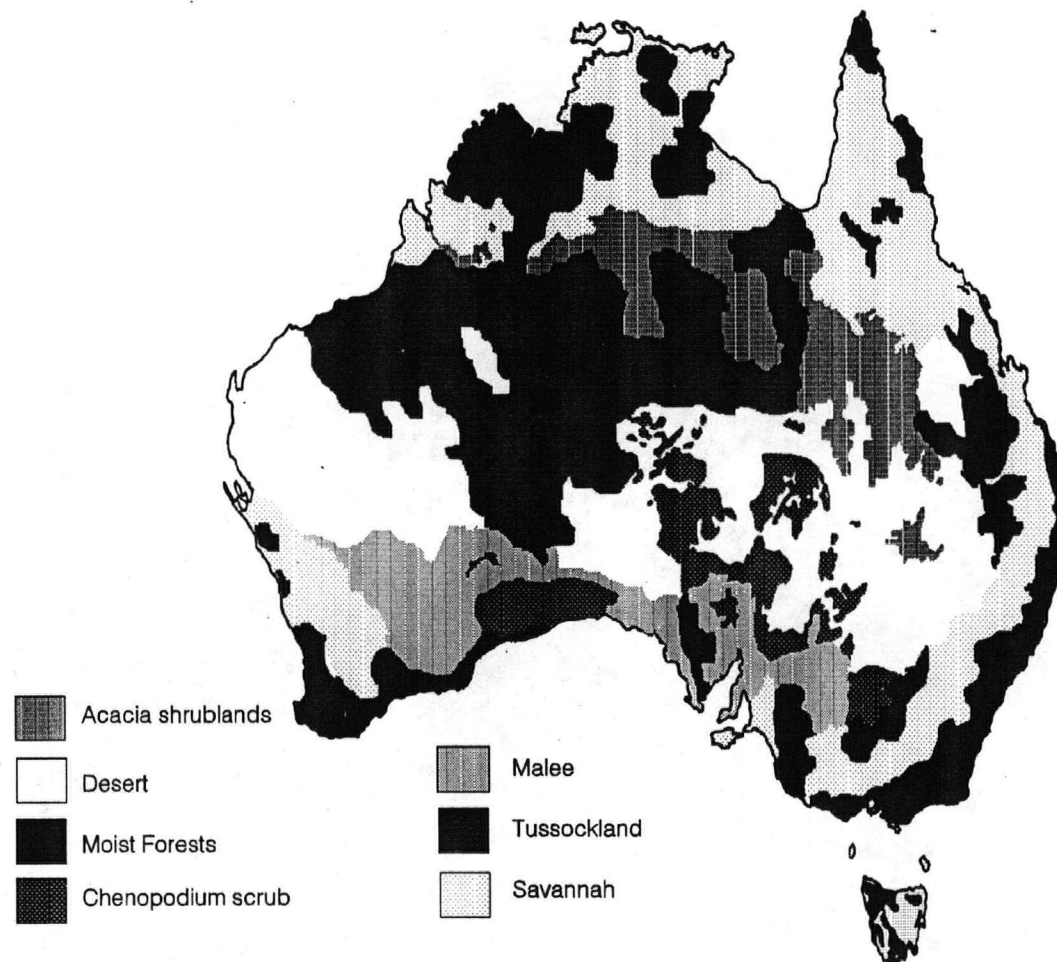 Acacia shrublands
Desert
Moist Forests
Chenopodium scrub
Malee
Tussockland
Savannah